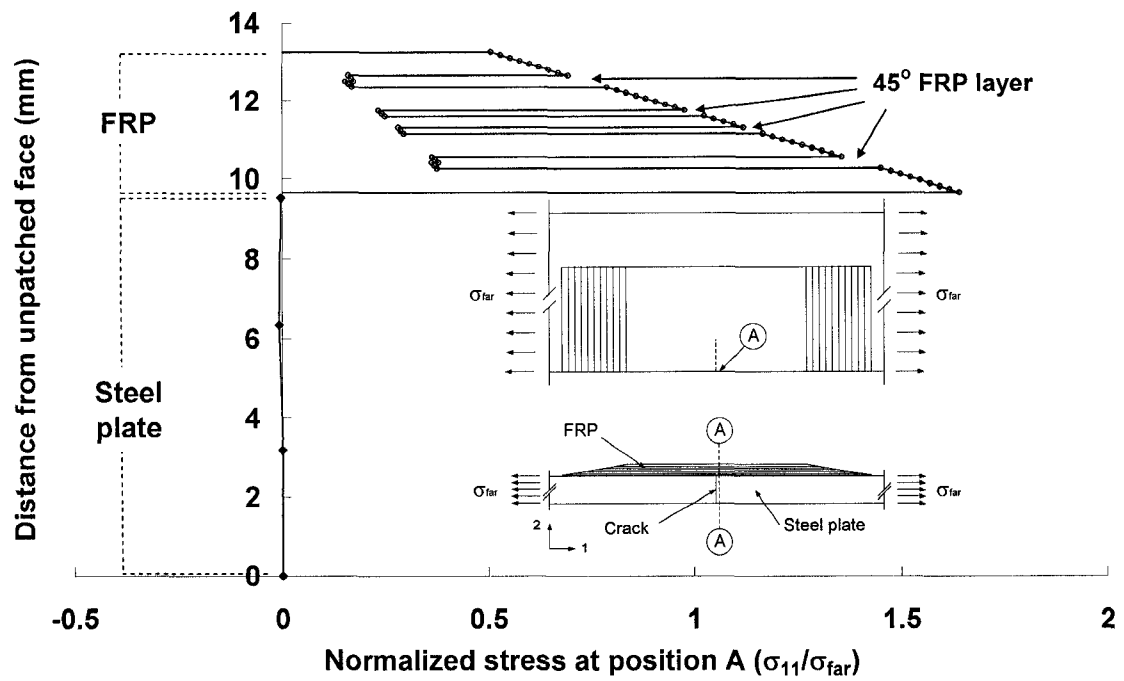 Distance from unpatched face (mm)
14
12
10
8
6
4
2
0
FRP
Steel
plate
45° FRP layer
σfar
σfar
A
A
FRP
σfar
σfar
Crack
Steel plate
2
1
A
-0.5
0
0.5
1
1.5
2
Normalized stress at position A (σ11/σfar)